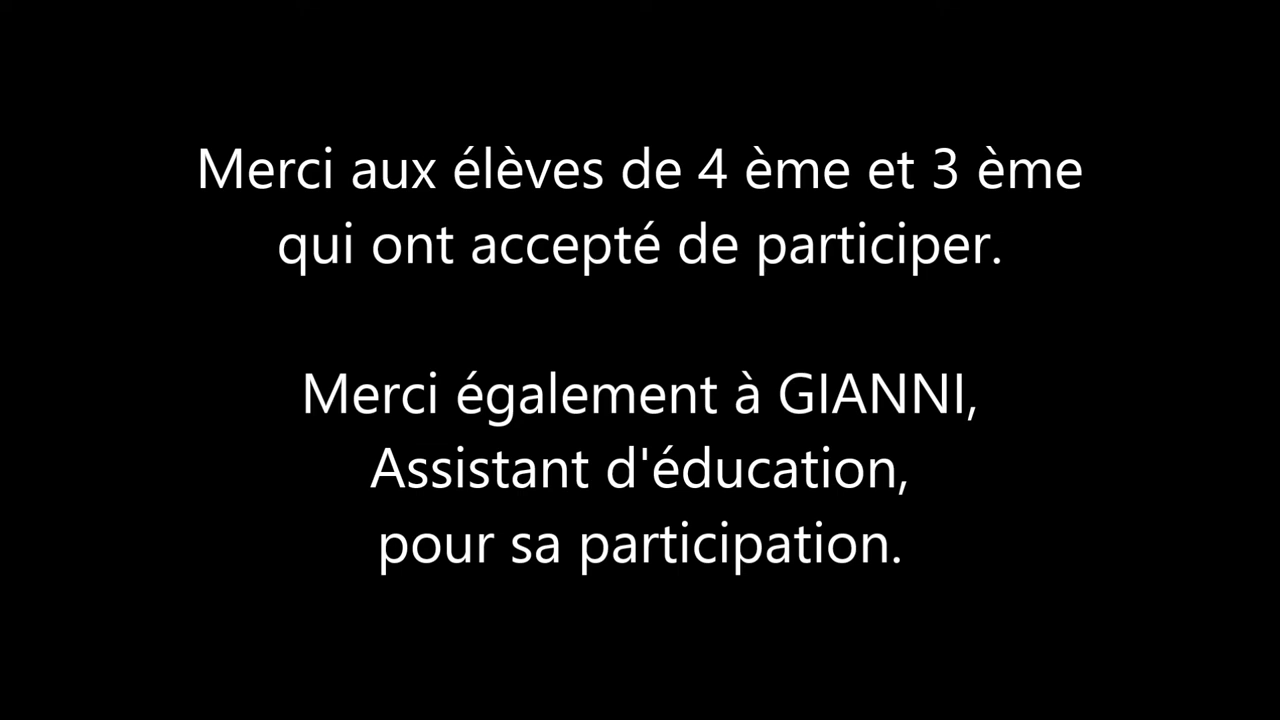 Merci aux élèves de 4 ème et 3 ème
qui ont accepté de participer.
Merci également à GIANNI,
Assistant d'éducation,
pour sa participation.